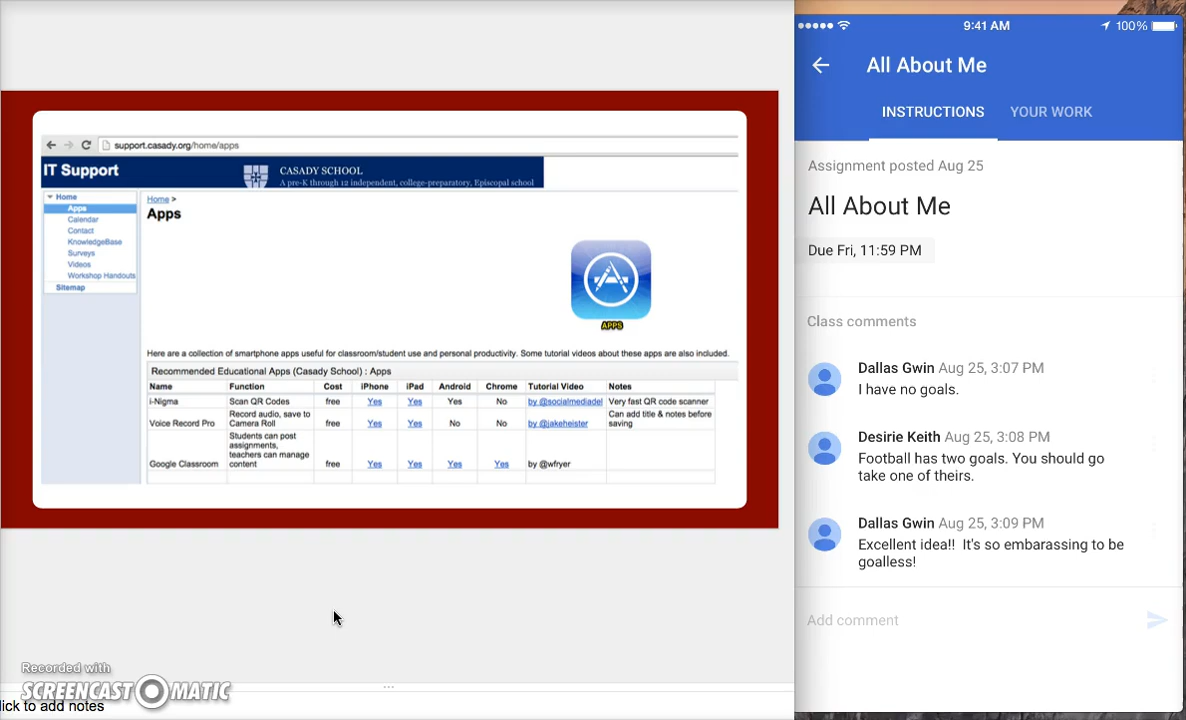 support.casady.org/home/apps
IT Support
CASADY SCHOOL
A pre-K through 12 independent, college-preparatory, Episcopal school
Home
Apps
Calendar
Contact
KnowledgeBase
Surveys
Videos
Workshop Handouts
Sitemap
Home >
Apps
APPS
Here are a collection of smartphone apps useful for classroom/student use and personal productivity. Some tutorial videos about these apps are also included.
Recommended Educational Apps (Casady School) : Apps
Name Function Cost iPhone iPad Android Chrome Tutorial Video Notes
i-Nigma Scan QR Codes free Yes Yes Yes No by @socialmediadel Very fast QR code scanner
Voice Record Pro Record audio, save to Camera Roll free Yes Yes No No by @jakeheister Can add title & notes before saving
Google Classroom Students can post assignments, teachers can manage content free Yes Yes Yes Yes by @wfryer
Recorded with
SCREENCAST-O-MATIC
lick to add notes
9:41 AM
100%
All About Me
INSTRUCTIONS YOUR WORK
Assignment posted Aug 25
All About Me
Due Fri, 11:59 PM
Class comments
Dallas Gwin Aug 25, 3:07 PM
I have no goals.
Desirie Keith Aug 25, 3:08 PM
Football has two goals. You should go
take one of theirs.
Dallas Gwin Aug 25, 3:09 PM
Excellent idea!! It's so embarassing to be
goalless!
Add comment